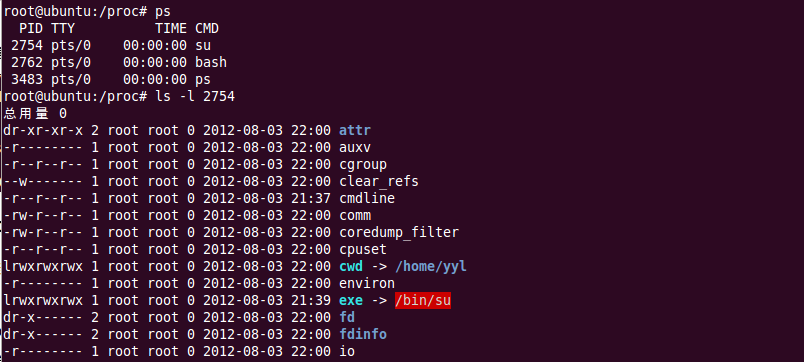 root@ubuntu:/proc# ps
  PID TTY          TIME CMD
 2754 pts/0    00:00:00 su
 2762 pts/0    00:00:00 bash
 3483 pts/0    00:00:00 ps
root@ubuntu:/proc# ls -l 2754
总用量 0
dr-xr-xr-x 2 root root 0 2012-08-03 22:00 attr
-r-------- 1 root root 0 2012-08-03 22:00 auxv
-r--r--r-- 1 root root 0 2012-08-03 22:00 cgroup
--w------- 1 root root 0 2012-08-03 22:00 clear_refs
-r--r--r-- 1 root root 0 2012-08-03 21:37 cmdline
-rw-r--r-- 1 root root 0 2012-08-03 22:00 comm
-rw-r--r-- 1 root root 0 2012-08-03 22:00 coredump_filter
-r--r--r-- 1 root root 0 2012-08-03 22:00 cpuset
lrwxrwxrwx 1 root root 0 2012-08-03 22:00 cwd -> /home/yyl
-r-------- 1 root root 0 2012-08-03 22:00 environ
lrwxrwxrwx 1 root root 0 2012-08-03 21:39 exe -> /bin/su
dr-x------ 2 root root 0 2012-08-03 22:00 fd
dr-x------ 2 root root 0 2012-08-03 22:00 fdinfo
-r-------- 1 root root 0 2012-08-03 22:00 io